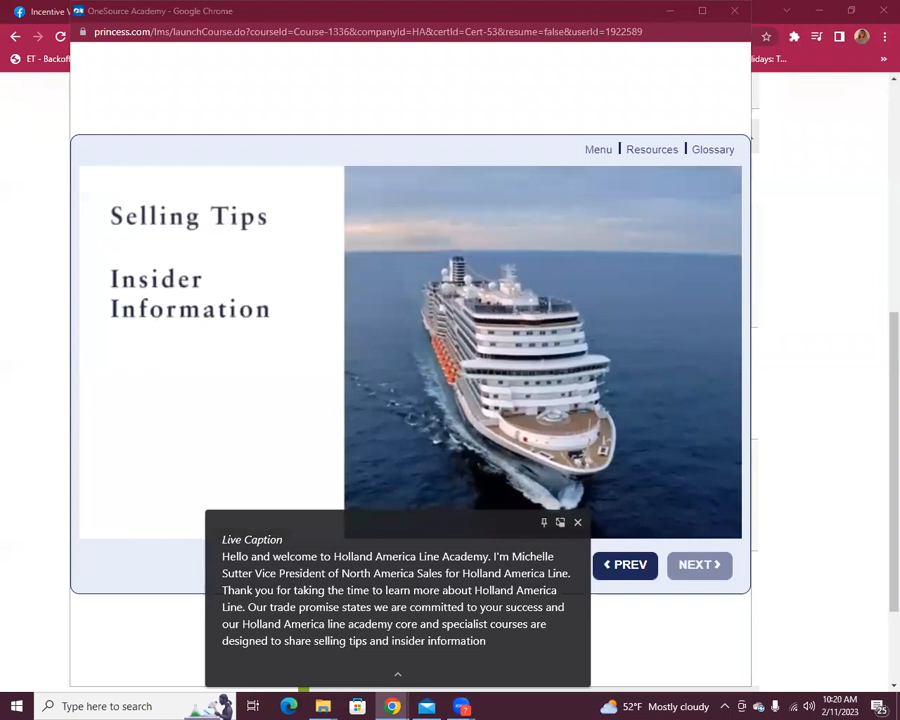 Incentive V
OneSource Academy - Google Chrome
princess.com/lms/launchCourse.do?courseId=Course-1336&companyId=HA&certId=Cert-53&resume=false&userId=1922589
ET - Backoff
lidays: T...
Menu | Resources | Glossary
Selling Tips
Insider
Information
Live Caption
Hello and welcome to Holland America Line Academy. I'm Michelle
Sutter Vice President of North America Sales for Holland America Line.
Thank you for taking the time to learn more about Holland America
Line. Our trade promise states we are committed to your success and
our Holland America line academy core and specialist courses are
designed to share selling tips and insider information
PREV
NEXT
Type here to search
52°F Mostly cloudy
10:20 AM
2/11/2023
25